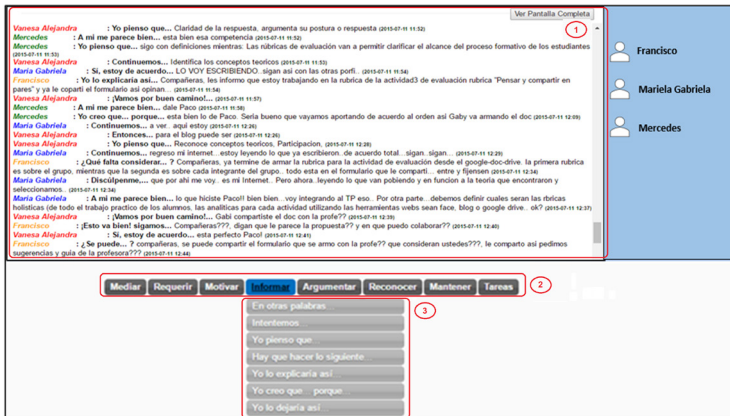 Ver Pantalla Completa
1
Vanesa Alejandra : Yo pienso que... Claridad de la respuesta, argumenta su postura o respuesta (2015-07-11 11:52)
Mercedes : A mi me parece bien... esta bien esa competencia (2015-07-11 11:52)
Mercedes : Yo pienso que... sigo con definiciones mientras: Las rúbricas de evaluación van a permitir clarificar el alcance del proceso formativo de los estudiantes
(2015-07-11 11:53)
Vanesa Alejandra : Continuemos... Identifica los conceptos teoricos (2015-07-11 11:53)
Maria Gabriela : Sí, estoy de acuerdo... LO VOY ESCRIBIENDO..sigan asi con las otras porfi.. (2015-07-11 11:54)
Francisco : Yo lo explicaría así... Compañeras, les informo que estoy trabajando en la rubrica de la actividad3 de evaluación rubrica "Pensar y compartir en
pares" y ya le coparti el formulario asi opinan... (2015-07-11 11:54)
Vanesa Alejandra : ¡Vamos por buen camino!... (2015-07-11 11:57)
Mercedes : A mi me parece bien... dale Paco (2015-07-11 11:58)
Mercedes : Yo creo que... porque... esta bien lo de Paco. Seria bueno que vayamos aportando de acuerdo al orden asi Gaby va armando el doc (2015-07-11 12:09)
Maria Gabriela : Continuemos... a ver.. aqui estoy (2015-07-11 12:26)
Vanesa Alejandra : Entonces... para el blog puede ser (2015-07-11 12:26)
Vanesa Alejandra : Yo pienso que... Reconoce conceptos teoricos, Participacion, (2015-07-11 12:28)
Maria Gabriela : Continuemos... regreso mi internet...estoy leyendo lo que ya escribieron..de acuerdo total...sigan..sigan... (2015-07-11 12:29)
Francisco : ¿Qué falta considerar... ? Compañeras, ya termine de armar la rubrica para la actividad de evaluación desde el google-doc-drive. la primera rubrica
es sobre el grupo, mientras que la segunda es sobre cada integrante del grupo.. todo esta en el formulario que le comparti... entre y fijensen (2015-07-11 12:34)
Maria Gabriela : Discúlpenme,... que por ahi me voy.. es mi Internet.. Pero ahora..leyendo lo que van pobiendo y en funcion a la teoria que encontraron y
seleccionamos.. (2015-07-11 12:34)
Maria Gabriela : A mi me parece bien... lo que hiciste Paco!! bien bien...voy integrando al TP eso... Por otra parte...debemos definir cuales seran las rbricas
holisticas (de todo el trabajo practico de los alumnos, las analiticas para cada actividad utilizando las herramientas webs sean face, blog o google drive.. ok? (2015-07-11 12:37)
Vanesa Alejandra : ¡Vamos por buen camino!... Gabi compartiste el doc con la profe?? (2015-07-11 12:39)
Francisco : ¡Esto va bien! sigamos... Compañeras???, digan que le parece la propuesta?? y en que puedo colaborar?? (2015-07-11 12:40)
Vanesa Alejandra : Sí, estoy de acuerdo... esta perfecto Paco! (2015-07-11 12:41)
Francisco : ¿Se puede... ? compañeras, se puede compartir el formulario que se armo con la profe?? que consideran ustedes???, le comparto asi pedimos
sugerencias y guia de la profesora??? (2015-07-11 12:44)
Francisco
Mariela Gabriela
Mercedes
Mediar Requerir Motivar Informar Argumentar Reconocer Mantener Tareas
2
En otras palabras...
3
Intentemos...
Yo pienso que...
Hay que hacer lo siguiente...
Yo lo explicaría así...
Yo creo que... porque...
Yo lo dejaría así...